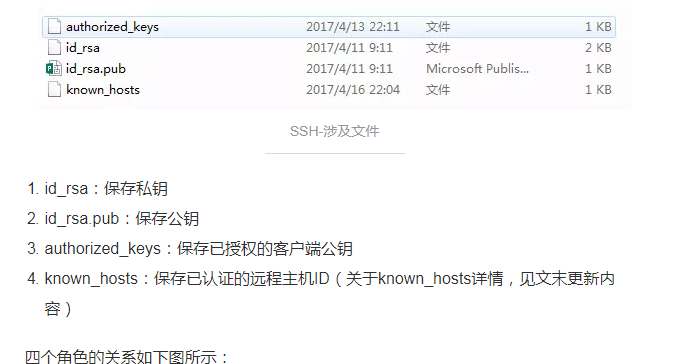 authorized_keys 2017/4/13 22:11 文件 1 KB
id_rsa 2017/4/11 9:11 文件 2 KB
id_rsa.pub 2017/4/11 9:11 Microsoft Publis... 1 KB
known_hosts 2017/4/16 22:04 文件 1 KB
SSH-涉及文件
1. id_rsa：保存私钥
2. id_rsa.pub：保存公钥
3. authorized_keys：保存已授权的客户端公钥
4. known_hosts：保存已认证的远程主机ID（关于known_hosts详情，见文末更新内
容）
四个角色的关系如下图所示：